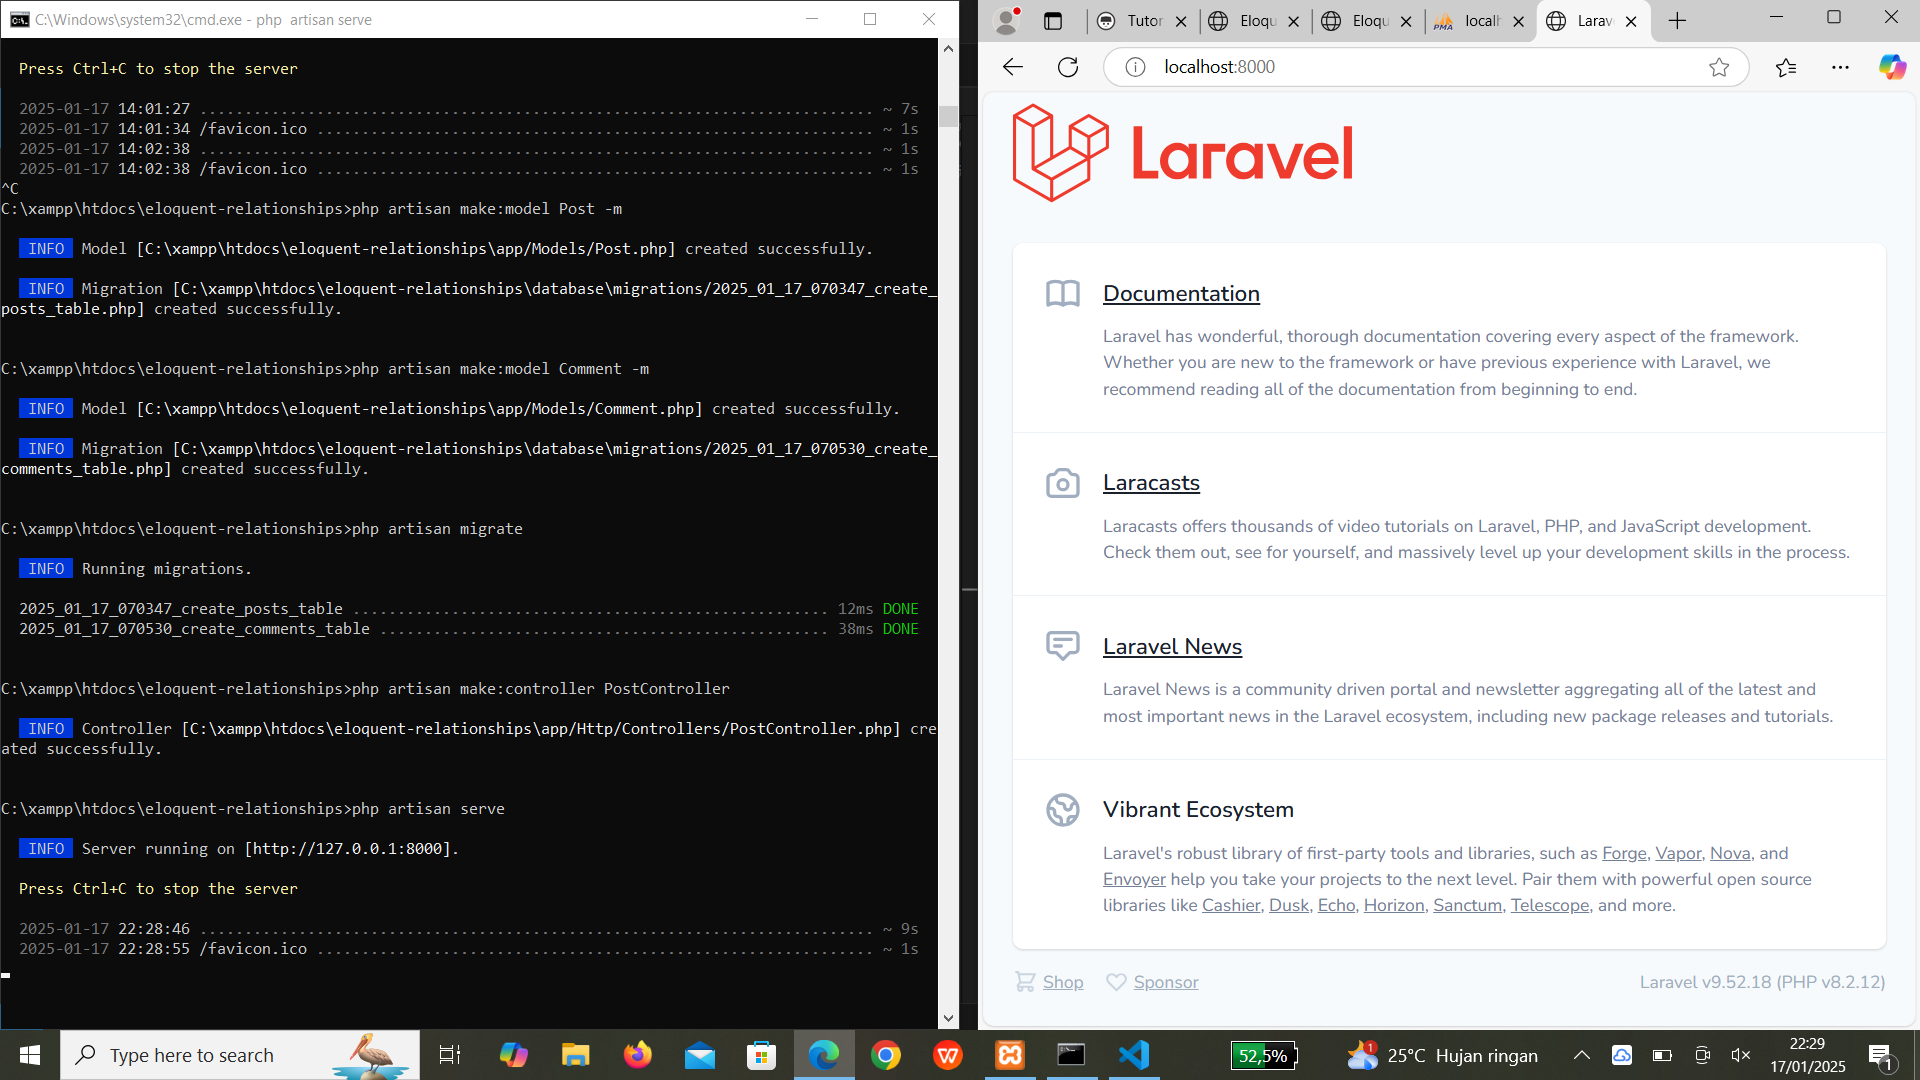 C:\Windows\system32\cmd.exe - php  artisan serve
Press Ctrl+C to stop the server
2025-01-17 14:01:27 ........................................................................... ~ 7s
2025-01-17 14:01:34 /favicon.ico .............................................................. ~ 1s
2025-01-17 14:02:38 ........................................................................... ~ 1s
2025-01-17 14:02:38 /favicon.ico .............................................................. ~ 1s
^C
C:\xampp\htdocs\eloquent-relationships>php artisan make:model Post -m
INFO Model [C:\xampp\htdocs\eloquent-relationships\app/Models/Post.php] created successfully.
INFO Migration [C:\xampp\htdocs\eloquent-relationships\database\migrations/2025_01_17_070347_create_
posts_table.php] created successfully.
C:\xampp\htdocs\eloquent-relationships>php artisan make:model Comment -m
INFO Model [C:\xampp\htdocs\eloquent-relationships\app/Models/Comment.php] created successfully.
INFO Migration [C:\xampp\htdocs\eloquent-relationships\database\migrations/2025_01_17_070530_create_
comments_table.php] created successfully.
C:\xampp\htdocs\eloquent-relationships>php artisan migrate
INFO Running migrations.
2025_01_17_070347_create_posts_table ..................................................... 12ms DONE
2025_01_17_070530_create_comments_table .................................................. 38ms DONE
C:\xampp\htdocs\eloquent-relationships>php artisan make:controller PostController
INFO Controller [C:\xampp\htdocs\eloquent-relationships\app/Http/Controllers/PostController.php] cre
ated successfully.
C:\xampp\htdocs\eloquent-relationships>php artisan serve
INFO Server running on [http://127.0.0.1:8000].
Press Ctrl+C to stop the server
2025-01-17 22:28:46 ........................................................................... ~ 9s
2025-01-17 22:28:55 /favicon.ico .............................................................. ~ 1s
Tutor Eloqu Eloqu PMA localh Larav
localhost:8000
Laravel
Documentation
Laravel has wonderful, thorough documentation covering every aspect of the framework.
Whether you are new to the framework or have previous experience with Laravel, we
recommend reading all of the documentation from beginning to end.
Laracasts
Laracasts offers thousands of video tutorials on Laravel, PHP, and JavaScript development.
Check them out, see for yourself, and massively level up your development skills in the process.
Laravel News
Laravel News is a community driven portal and newsletter aggregating all of the latest and
most important news in the Laravel ecosystem, including new package releases and tutorials.
Vibrant Ecosystem
Laravel's robust library of first-party tools and libraries, such as Forge, Vapor, Nova, and
Envoyer help you take your projects to the next level. Pair them with powerful open source
libraries like Cashier, Dusk, Echo, Horizon, Sanctum, Telescope, and more.
Shop Sponsor Laravel v9.52.18 (PHP v8.2.12)
Type here to search
52,5%
1
25°C Hujan ringan
22:29
17/01/2025
1